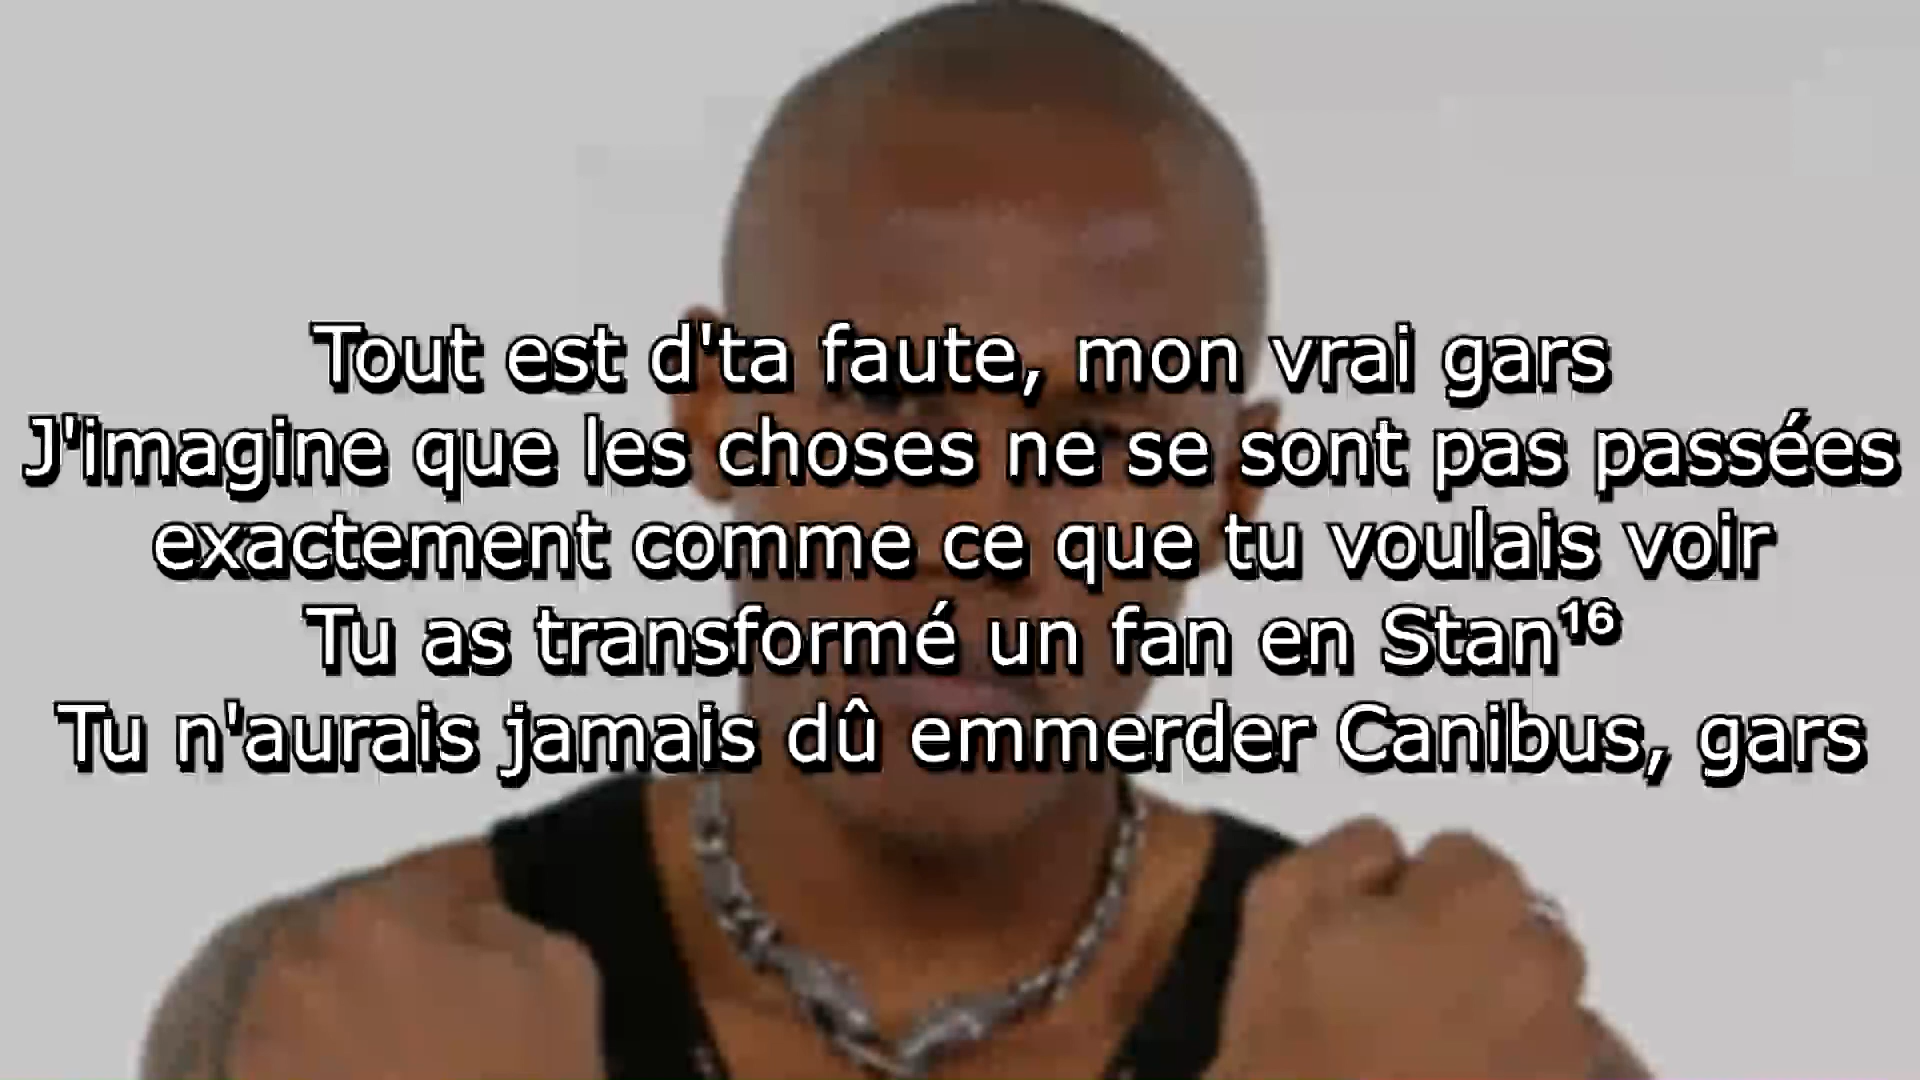 Tout est d'ta faute, mon vrai gars
J'imagine que les choses ne se sont pas passées
exactement comme ce que tu voulais voir
Tu as transformé un fan en Stan¹⁶
Tu n'aurais jamais dû emmerder Canibus, gars